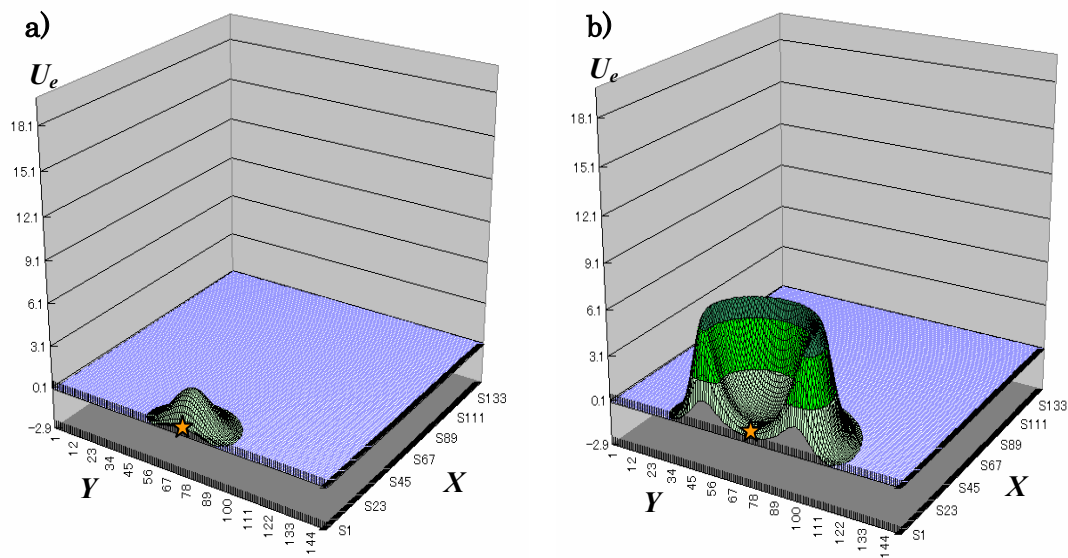 a)
U_e
18.1
15.1
12.1
9.1
6.1
3.1
0.1
-2.9
1
12
23
34
45
56
67
78
89
100
111
122
133
144
Y
S1
S23
S45
S67
S89
S111
S133
X
b)
U_e
18.1
15.1
12.1
9.1
6.1
3.1
0.1
-2.9
1
12
23
34
45
56
67
78
89
100
111
122
133
144
Y
S1
S23
S45
S67
S89
S111
S133
X